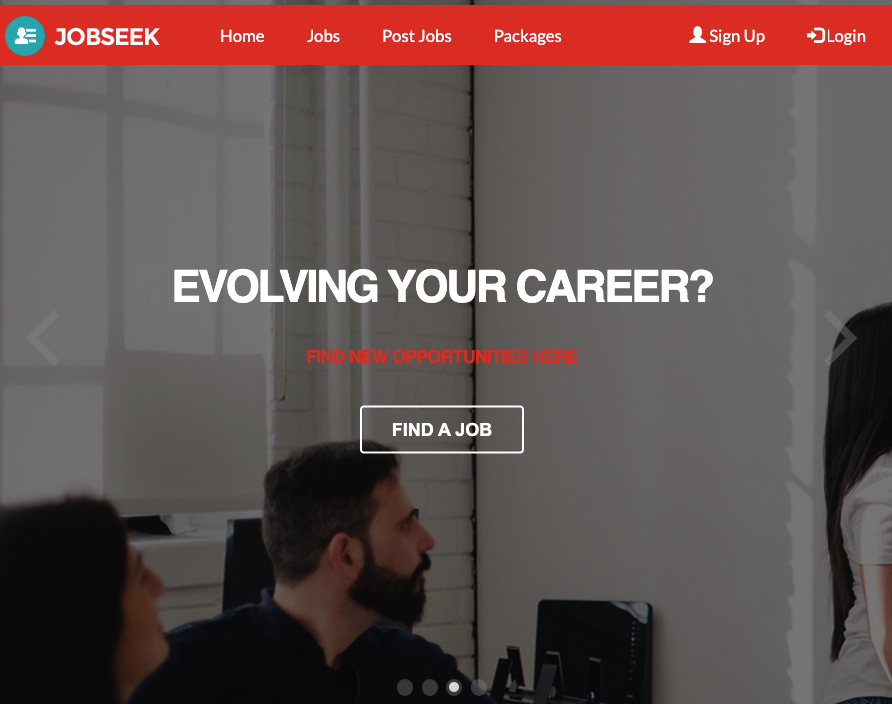 JOBSEEK Home Jobs Post Jobs Packages Sign Up Login
EVOLVING YOUR CAREER?
FIND NEW OPPORTUNITIES HERE
FIND A JOB